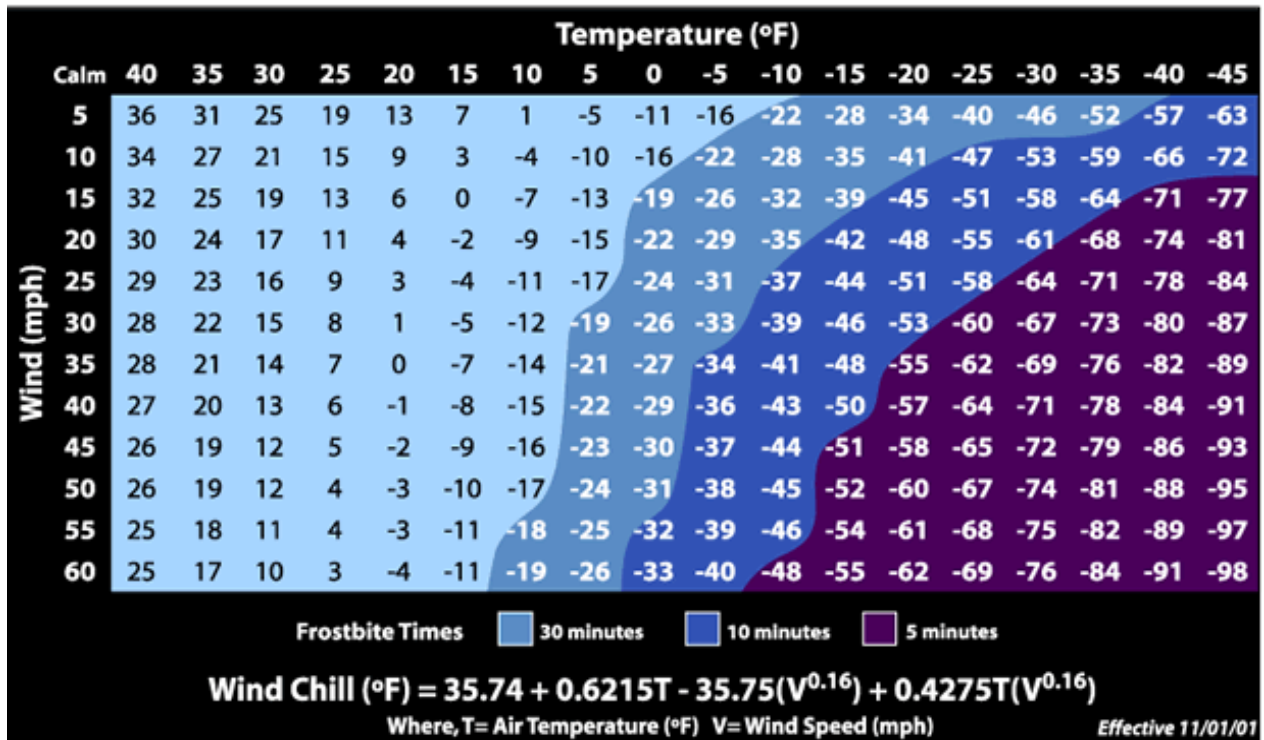 Temperature (ºF)
Calm 40 35 30 25 20 15 10 5 0 -5 -10 -15 -20 -25 -30 -35 -40 -45
5 36 31 25 19 13 7 1 -5 -11 -16 -22 -28 -34 -40 -46 -52 -57 -63
10 34 27 21 15 9 3 -4 -10 -16 -22 -28 -35 -41 -47 -53 -59 -66 -72
15 32 25 19 13 6 0 -7 -13 -19 -26 -32 -39 -45 -51 -58 -64 -71 -77
20 30 24 17 11 4 -2 -9 -15 -22 -29 -35 -42 -48 -55 -61 -68 -74 -81
25 29 23 16 9 3 -4 -11 -17 -24 -31 -37 -44 -51 -58 -64 -71 -78 -84
30 28 22 15 8 1 -5 -12 -19 -26 -33 -39 -46 -53 -60 -67 -73 -80 -87
35 28 21 14 7 0 -7 -14 -21 -27 -34 -41 -48 -55 -62 -69 -76 -82 -89
40 27 20 13 6 -1 -8 -15 -22 -29 -36 -43 -50 -57 -64 -71 -78 -84 -91
45 26 19 12 5 -2 -9 -16 -23 -30 -37 -44 -51 -58 -65 -72 -79 -86 -93
50 26 19 12 4 -3 -10 -17 -24 -31 -38 -45 -52 -60 -67 -74 -81 -88 -95
55 25 18 11 4 -3 -11 -18 -25 -32 -39 -46 -54 -61 -68 -75 -82 -89 -97
60 25 17 10 3 -4 -11 -19 -26 -33 -40 -48 -55 -62 -69 -76 -84 -91 -98
Wind (mph)
Frostbite Times 30 minutes 10 minutes 5 minutes
Wind Chill (ºF) = 35.74 + 0.6215T - 35.75(V^0.16) + 0.4275T(V^0.16)
Where, T= Air Temperature (ºF) V= Wind Speed (mph) Effective 11/01/01